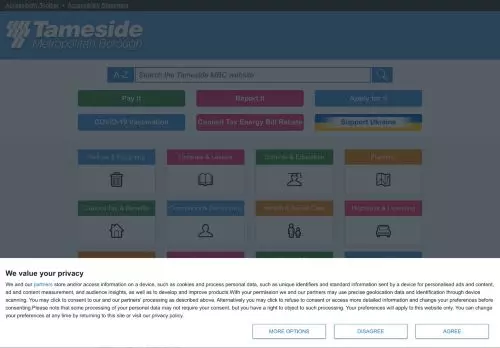 Accessibility Toolbar • Accessibility Statement
Tameside
Metropolitan Borough
A-Z Search the Tameside MBC website
Pay It Report It Apply for it
COVID-19 Vaccination Council Tax Energy Bill Rebate Support Ukraine
Refuse & Recycling Culture & Leisure Schools & Education Planning
Council Tax & Benefits Health & Social Care Highways & Licensing
We value your privacy
We and our partners store and/or access information on a device, such as cookies and process personal data, such as unique identifiers and standard information sent by a device for personalised ads and content,
ad and content measurement, and audience insights, as well as to develop and improve products.With your permission we and our partners may use precise geolocation data and identification through device
scanning. You may click to consent to our and our partners' processing as described above. Alternatively you may click to refuse to consent or access more detailed information and change your preferences before
consenting.Please note that some processing of your personal data may not require your consent, but you have a right to object to such processing. Your preferences will apply to this website only. You can change
your preferences at any time by returning to this site or visit our privacy policy.
MORE OPTIONS DISAGREE AGREE